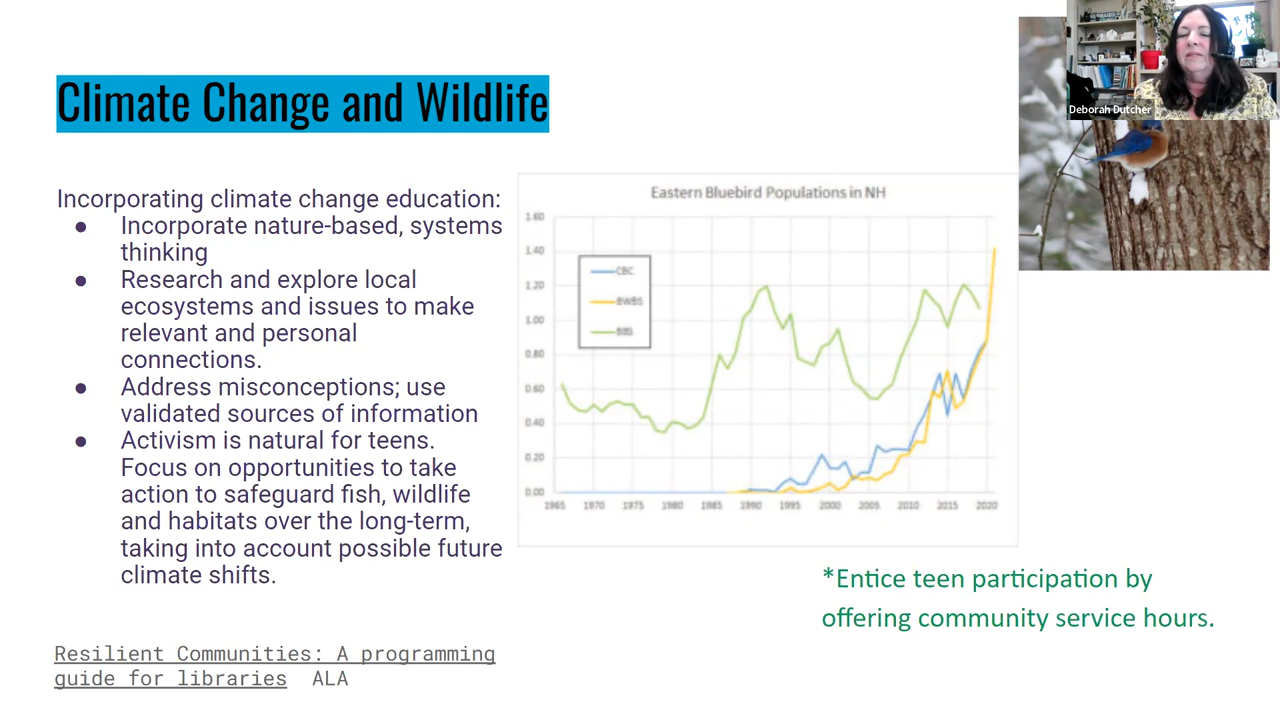 Climate Change and Wildlife
Deborah Dutcher
Incorporating climate change education:
● Incorporate nature-based, systems
thinking
● Research and explore local
ecosystems and issues to make
relevant and personal
connections.
● Address misconceptions; use
validated sources of information
● Activism is natural for teens.
Focus on opportunities to take
action to safeguard fish, wildlife
and habitats over the long-term,
taking into account possible future
climate shifts.
Eastern Bluebird Populations in NH
1.60
1.40
1.20
1.00
0.80
0.60
0.40
0.20
0.00
CBC
BWBS
BBS
1965 1970 1975 1980 1985 1990 1995 2000 2005 2010 2015 2020
*Entice teen participation by
offering community service hours.
Resilient Communities: A programming
guide for libraries ALA